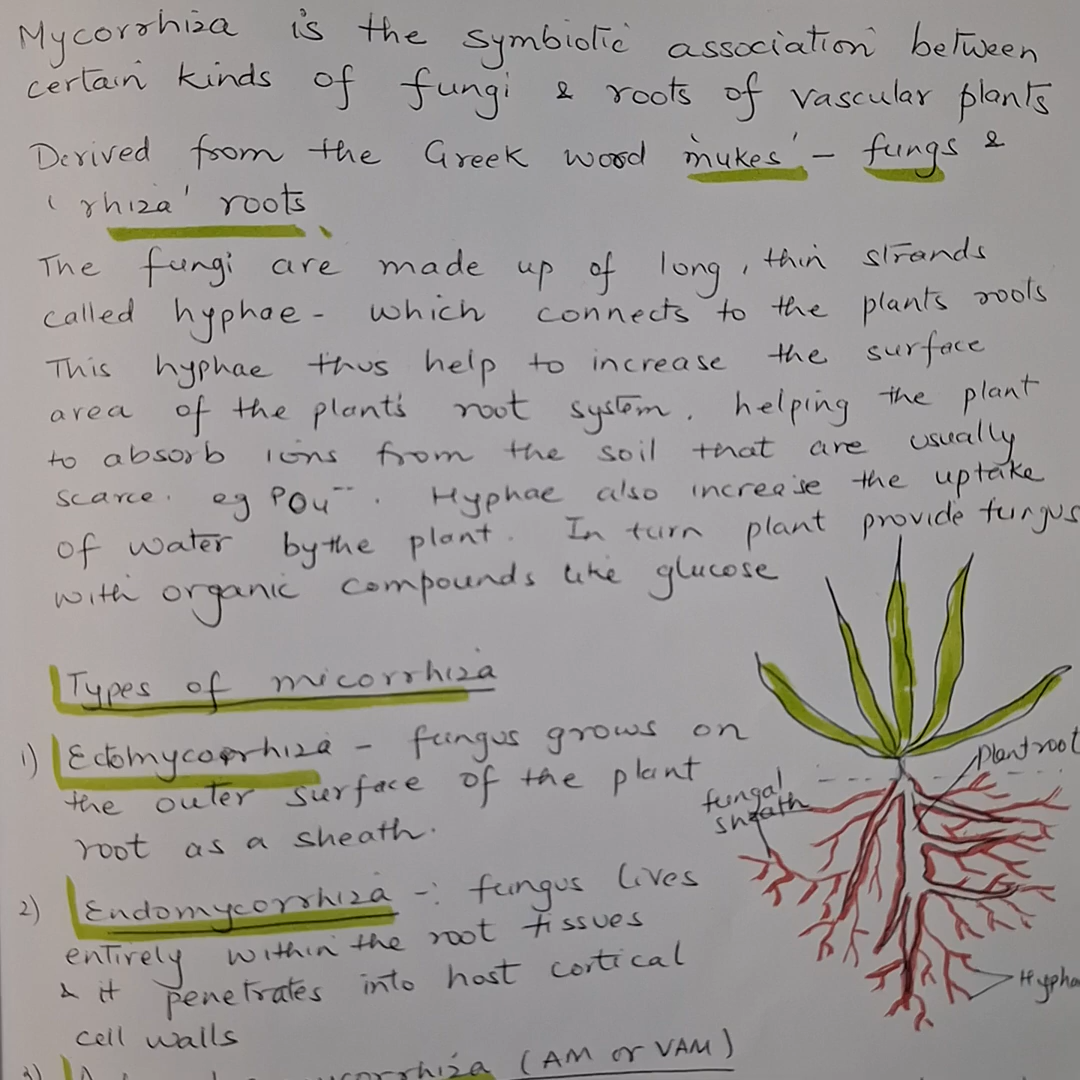 Mycorrhiza is the symbiotic association between
certain kinds of fungi & roots of vascular plants
Derived from the Greek word 'mukes' - fungs &
'rhiza' roots
The fungi are made up of long, thin strands
called hyphae - which connects to the plants roots
This hyphae thus help to increase the surface
area of the plant's root system, helping the plant
to absorb ions from the soil that are usually
scarce. eg PO4--. Hyphae also increase the uptake
of water by the plant. In turn plant provide fungus
with organic compounds like glucose
Types of micorrhiza
1) Ectomycorrhiza - fungus grows on
the outer surface of the plant
root as a sheath.
2) Endomycorrhiza -: fungus lives
entirely within the root tissues
& it penetrates into host cortical
cell walls
3) (AM or VAM)
Plant root
fungal
sheath
Hypha